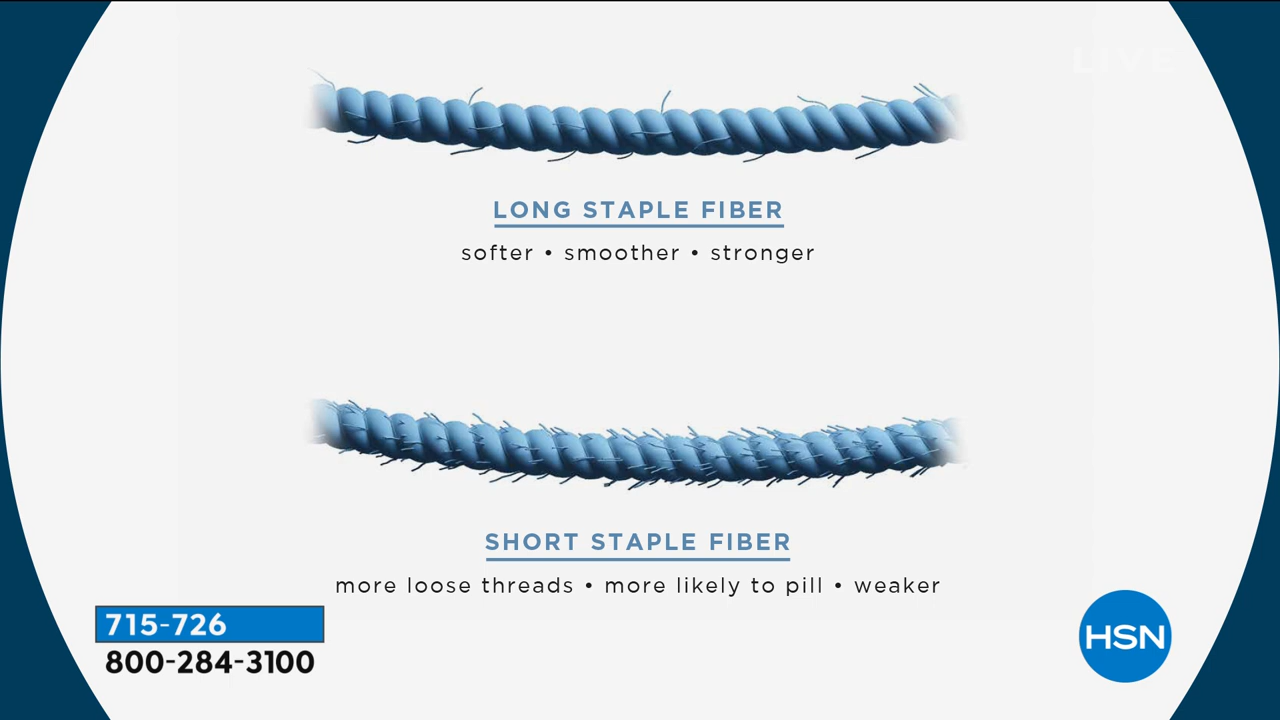 LIVE
LONG STAPLE FIBER
softer • smoother • stronger
SHORT STAPLE FIBER
more loose threads • more likely to pill • weaker
715-726
800-284-3100
HSN